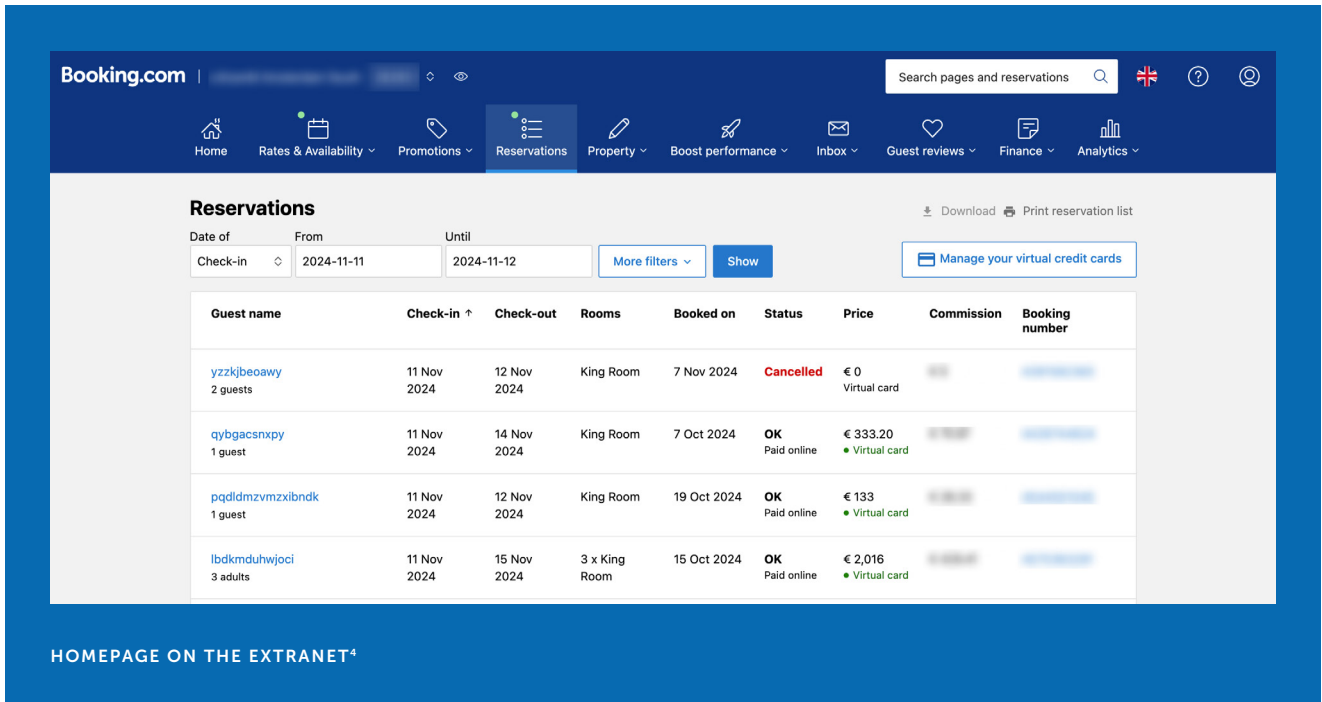 Booking.com |
Search pages and reservations
Home Rates & Availability Promotions Reservations Property Boost performance Inbox Guest reviews Finance Analytics
Reservations
Download Print reservation list
Date of From Until
Check-in 2024-11-11 2024-11-12 More filters Show Manage your virtual credit cards
Guest name Check-in ↑ Check-out Rooms Booked on Status Price Commission Booking
number
yzzkjbeoawy 11 Nov 12 Nov King Room 7 Nov 2024 Cancelled € 0
2 guests 2024 2024 Virtual card
qybgacsnxpy 11 Nov 14 Nov King Room 7 Oct 2024 OK € 333.20
1 guest 2024 2024 Paid online Virtual card
pqdldmzvmzxibndk 11 Nov 12 Nov King Room 19 Oct 2024 OK € 133
1 guest 2024 2024 Paid online Virtual card
lbdkmduhwjoci 11 Nov 15 Nov 3 x King 15 Oct 2024 OK € 2,016
3 adults 2024 2024 Room Paid online Virtual card
HOMEPAGE ON THE EXTRANET⁴